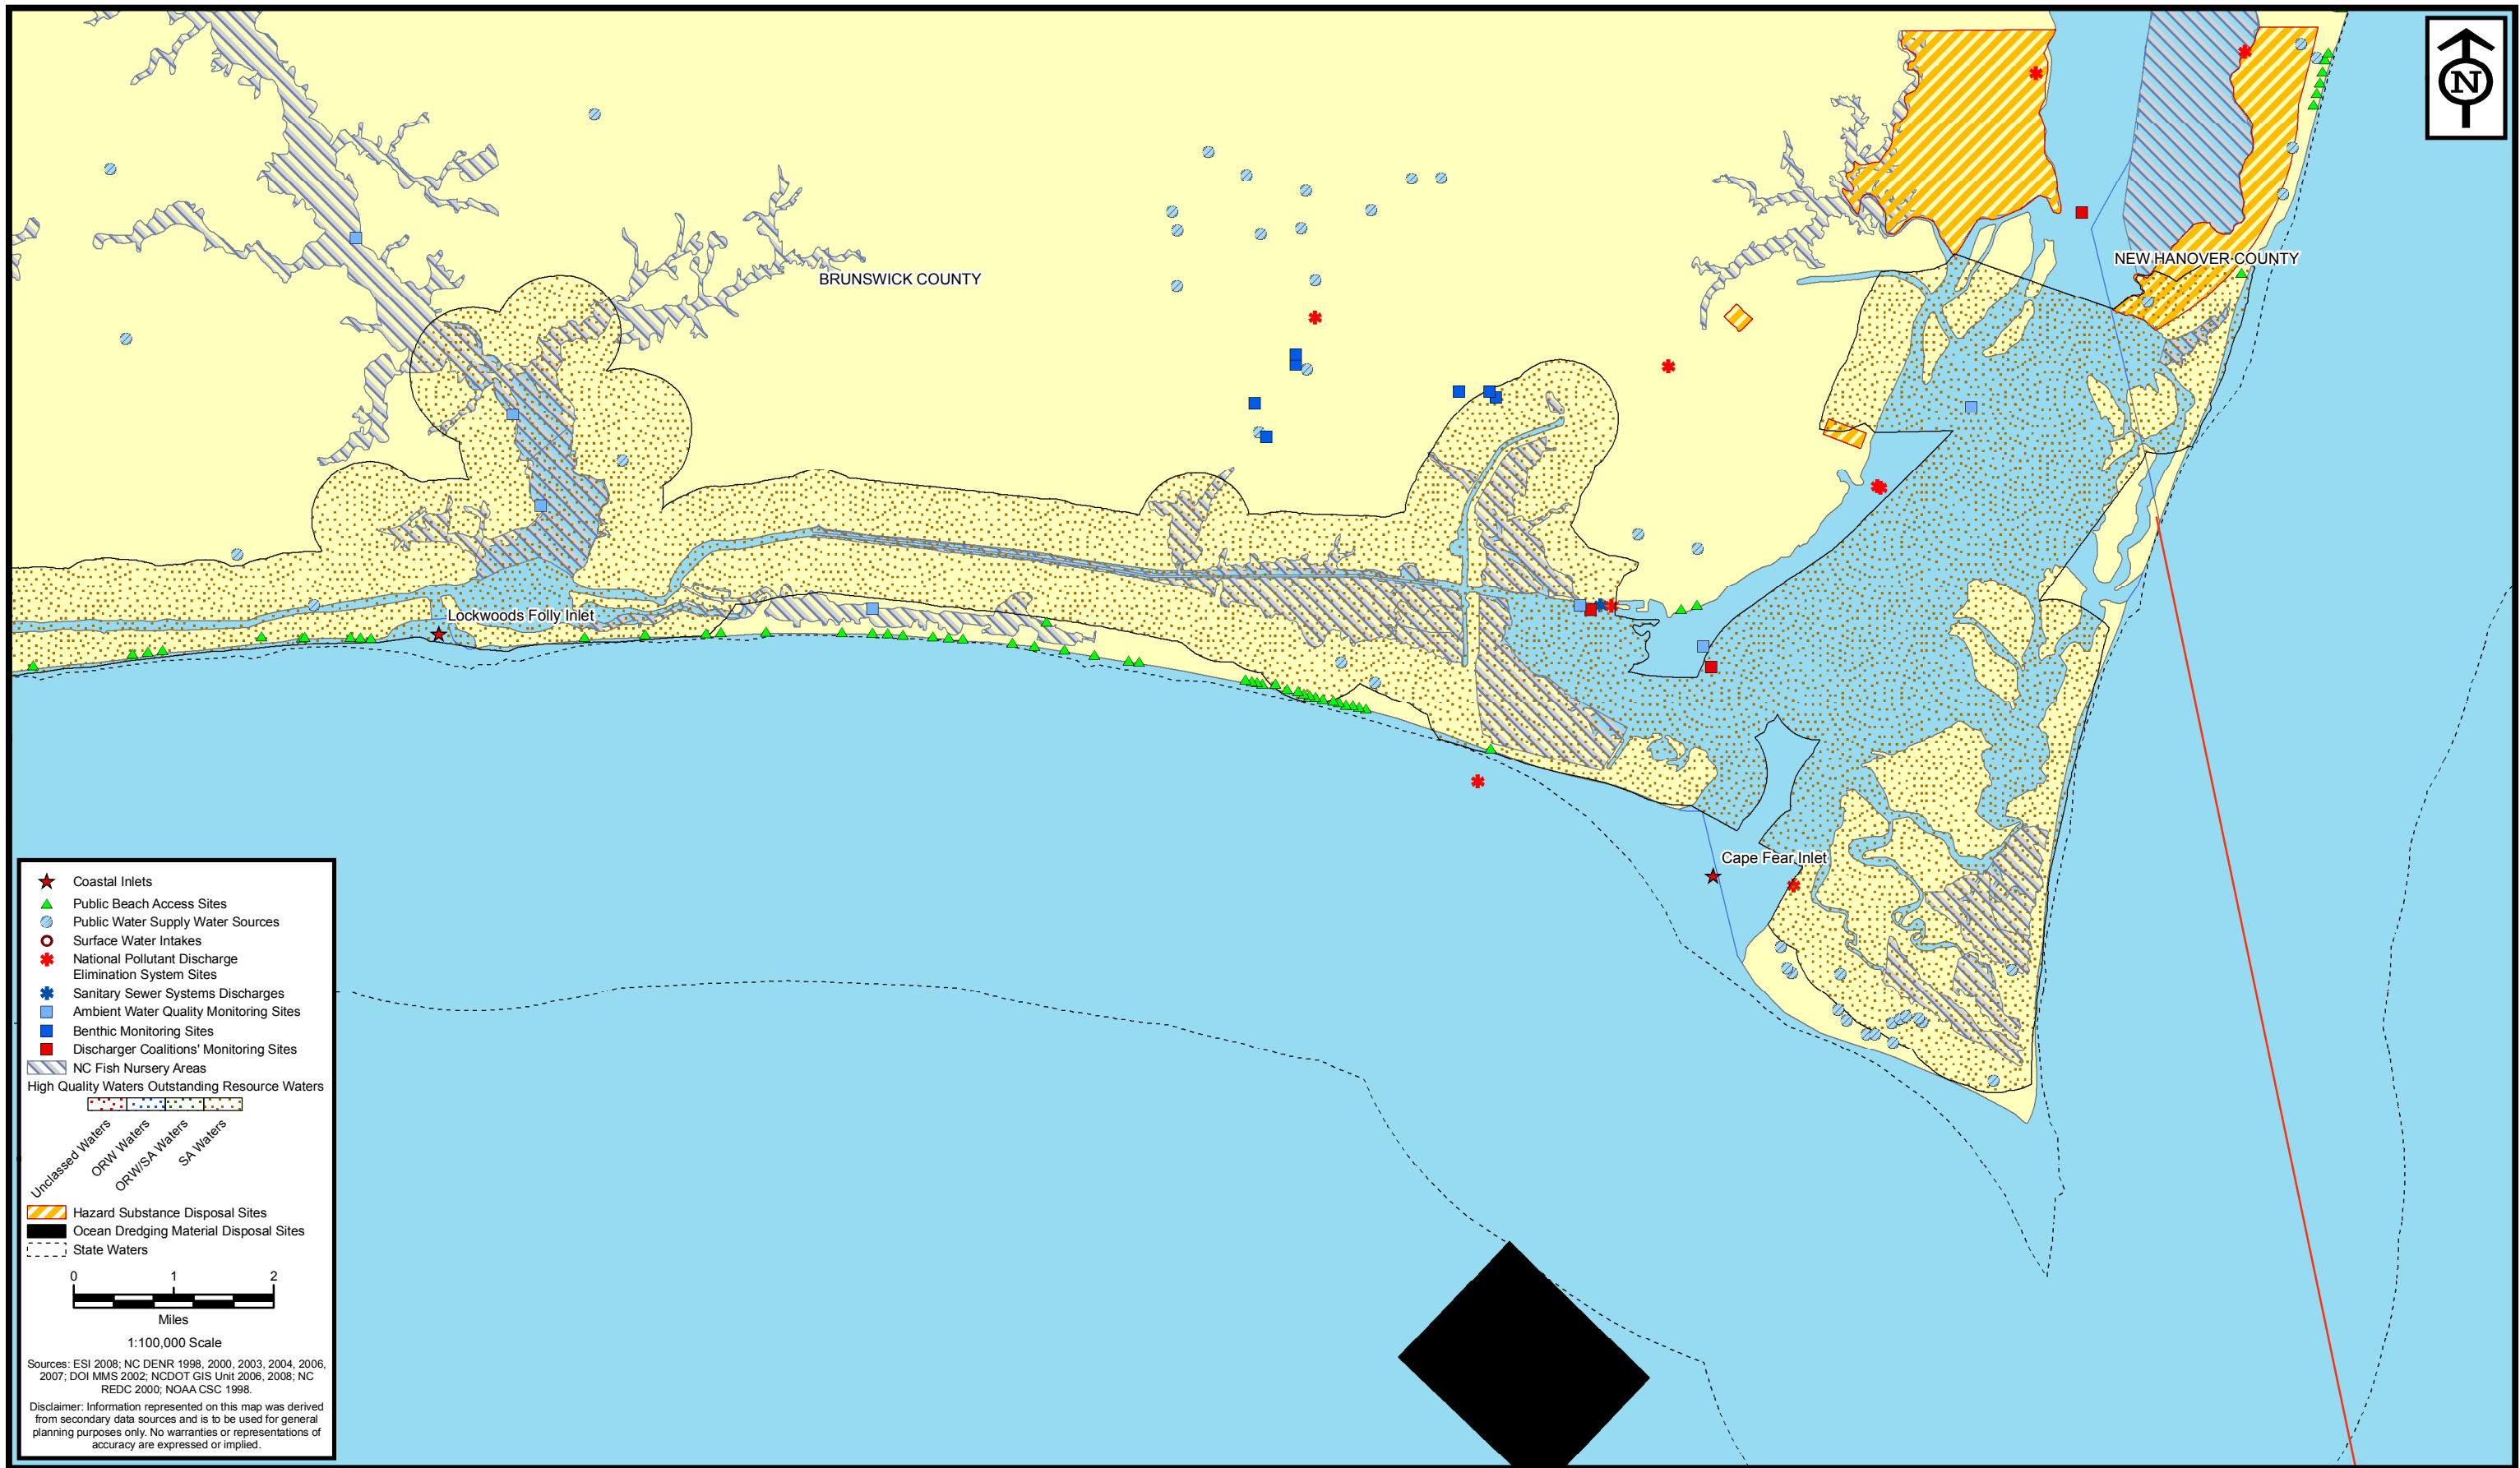 N
BRUNSWICK COUNTY
NEW HANOVER COUNTY
Lockwoods Folly Inlet
Cape Fear Inlet
Coastal Inlets
Public Beach Access Sites
Public Water Supply Water Sources
Surface Water Intakes
National Pollutant Discharge
Elimination System Sites
Sanitary Sewer Systems Discharges
Ambient Water Quality Monitoring Sites
Benthic Monitoring Sites
Discharger Coalitions' Monitoring Sites
NC Fish Nursery Areas
High Quality Waters Outstanding Resource Waters
Unclassed Waters
ORW Waters
ORW/SA Waters
SA Waters
Hazard Substance Disposal Sites
Ocean Dredging Material Disposal Sites
State Waters
0 1 2
Miles
1:100,000 Scale
Sources: ESI 2008; NC DENR 1998, 2000, 2003, 2004, 2006,
2007; DOI MMS 2002; NCDOT GIS Unit 2006, 2008; NC
REDC 2000; NOAA CSC 1998.
Disclaimer: Information represented on this map was derived
from secondary data sources and is to be used for general
planning purposes only. No warranties or representations of
accuracy are expressed or implied.